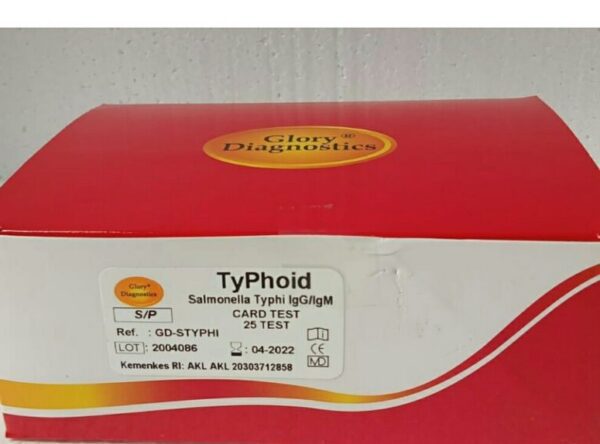 Glory®
Diagnostics
Glory®
Diagnostics
TyPhoid
Salmonella Typhi IgG/IgM
S/P
CARD TEST
25 TEST
Ref. : GD-STYPHI
LOT : 2004086
: 04-2022
CE
MD
Kemenkes RI: AKL AKL 20303712858